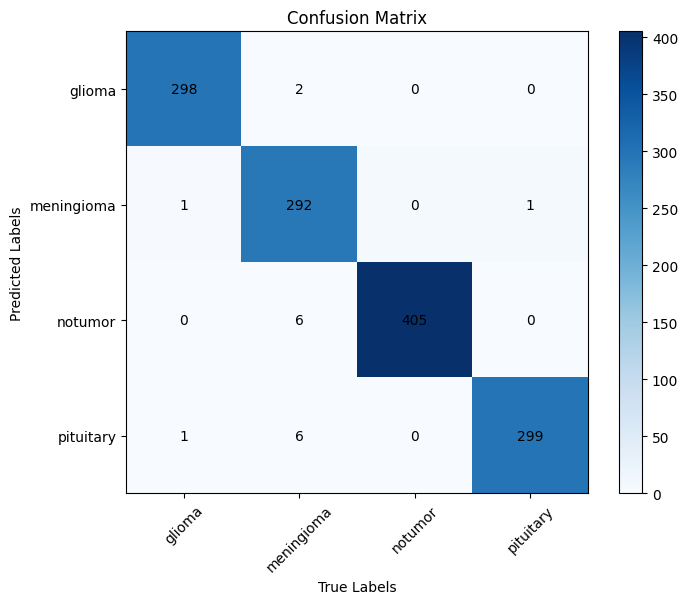 Confusion Matrix
Predicted Labels
glioma 298 2 0 0
meningioma 1 292 0 1
notumor 0 6 405 0
pituitary 1 6 0 299
glioma meningioma notumor pituitary
True Labels
400
350
300
250
200
150
100
50
0